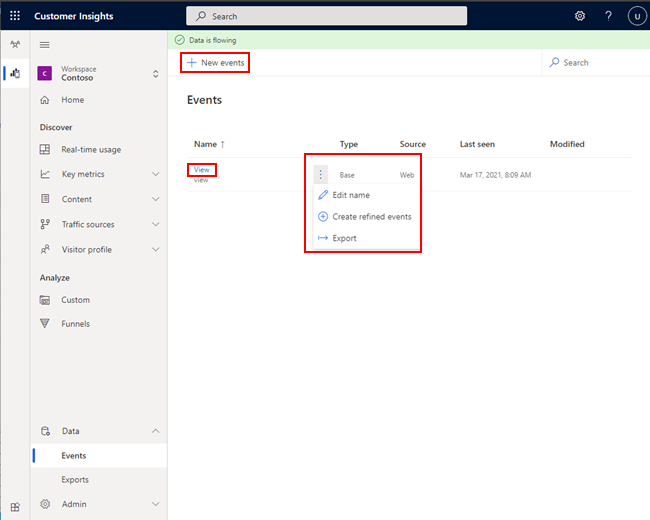 Customer Insights
Search
U
Data is flowing
C
Workspace
Contoso
New events
Search
Home
Events
Discover
Name ↑ Type Source Last seen Modified
Real-time usage
View
view
Base Web Mar 17, 2021, 8:09 AM
Key metrics
Edit name
Content
Create refined events
Traffic sources
Export
Visitor profile
Analyze
Custom
Funnels
Data
Events
Exports
Admin